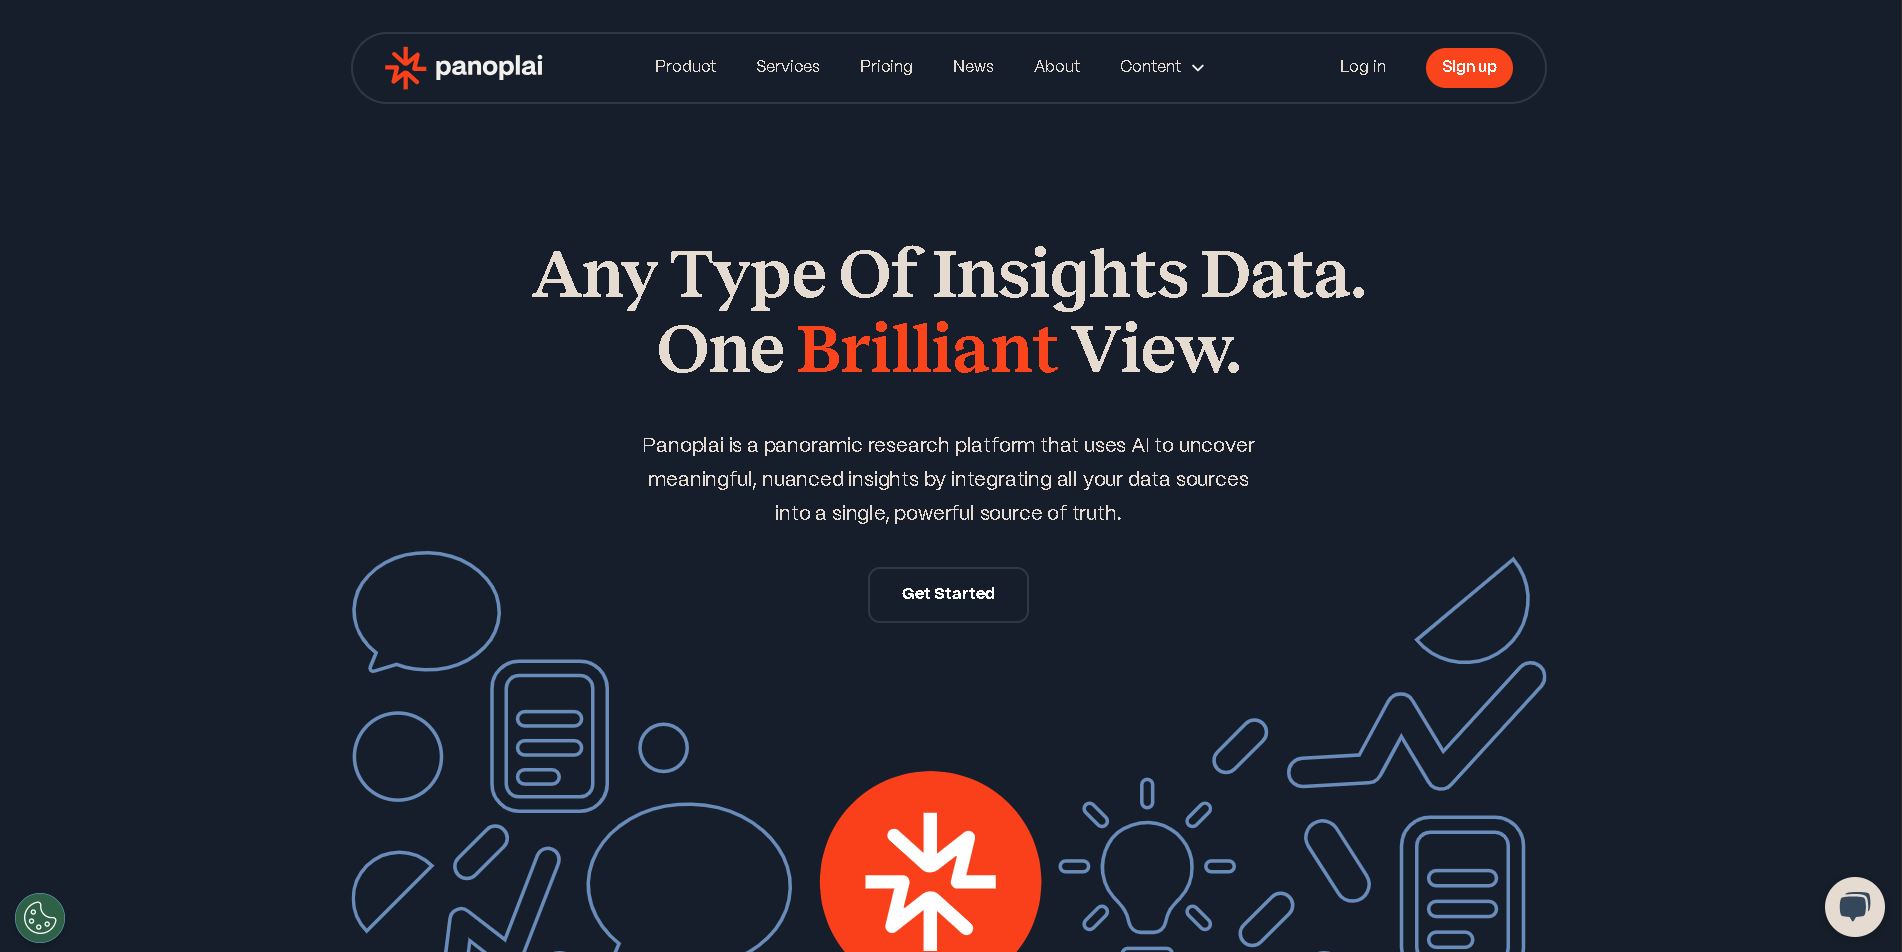 panoplai
Product
Services
Pricing
News
About
Content
Log in
Sign up
Any Type Of Insights Data.
One Brilliant View.
Panoplai is a panoramic research platform that uses AI to uncover
meaningful, nuanced insights by integrating all your data sources
into a single, powerful source of truth.
Get Started